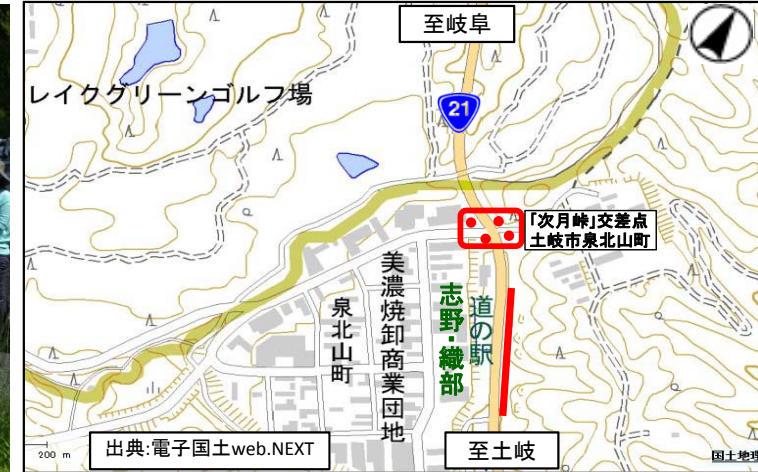 至岐阜
レイクグリーンゴルフ場
21
「次月峠」交差点
土岐市泉北山町
道の駅
志野・織部
美濃焼卸商業団地
泉北山町
200 m
出典:電子国土web.NEXT
至土岐
国土地理